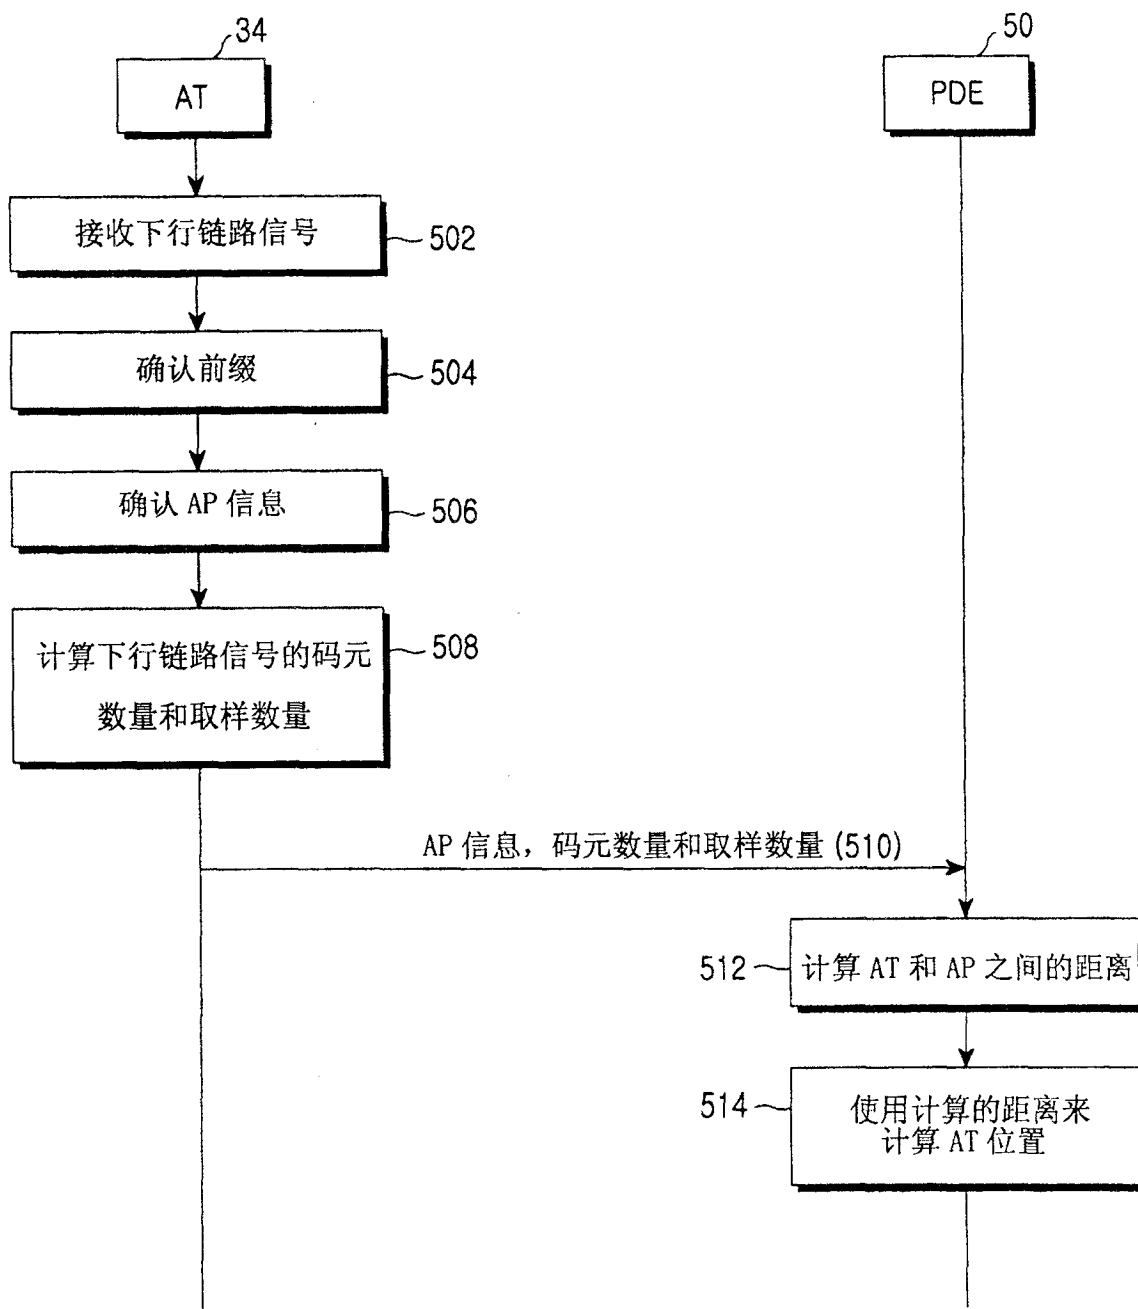 34
AT
50
PDE
接收下行链路信号
502
确认前缀
504
确认 AP 信息
506
计算下行链路信号的码元
数量和取样数量
508
AP 信息，码元数量和取样数量 (510)
512
计算 AT 和 AP 之间的距离
514
使用计算的距离来
计算 AT 位置